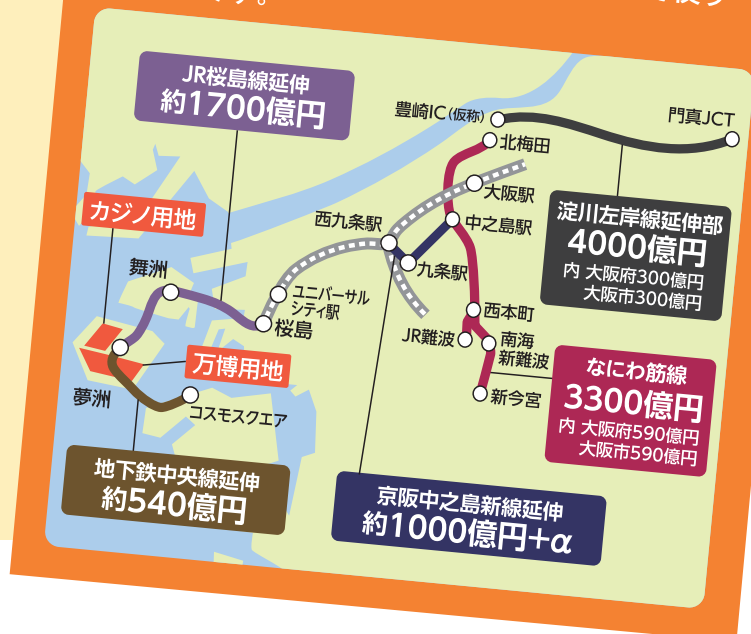 す。
JR桜島線延伸
約1700億円
豊崎IC(仮称)
門真JCT
北梅田
大阪駅
カジノ用地
西九条駅
中之島駅
淀川左岸線延伸部
4000億円
内 大阪府300億円
大阪市300億円
舞洲
九条駅
ユニバーサル
シティ駅
桜島
西本町
JR難波
南海
新難波
万博用地
なにわ筋線
3300億円
内 大阪府590億円
大阪市590億円
夢洲
コスモスクエア
新今宮
地下鉄中央線延伸
約540億円
京阪中之島新線延伸
約1000億円+α